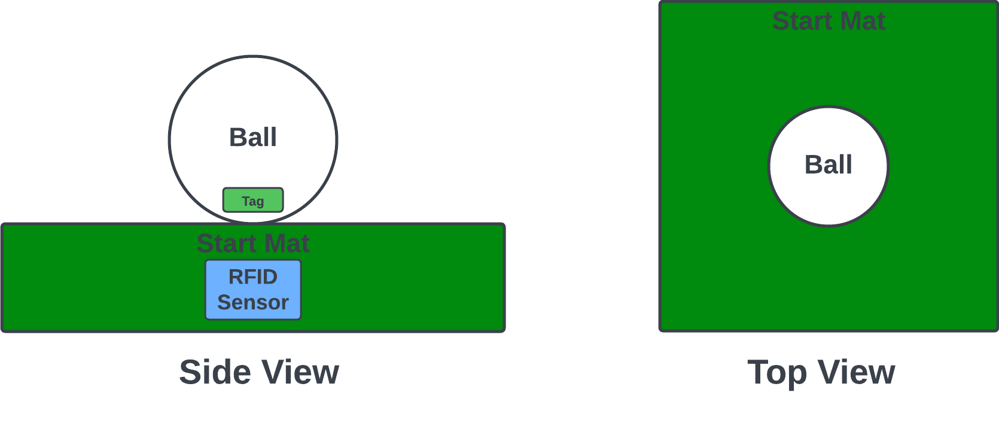 Ball
Tag
Start Mat
RFID
Sensor
Side View
Start Mat
Ball
Top View